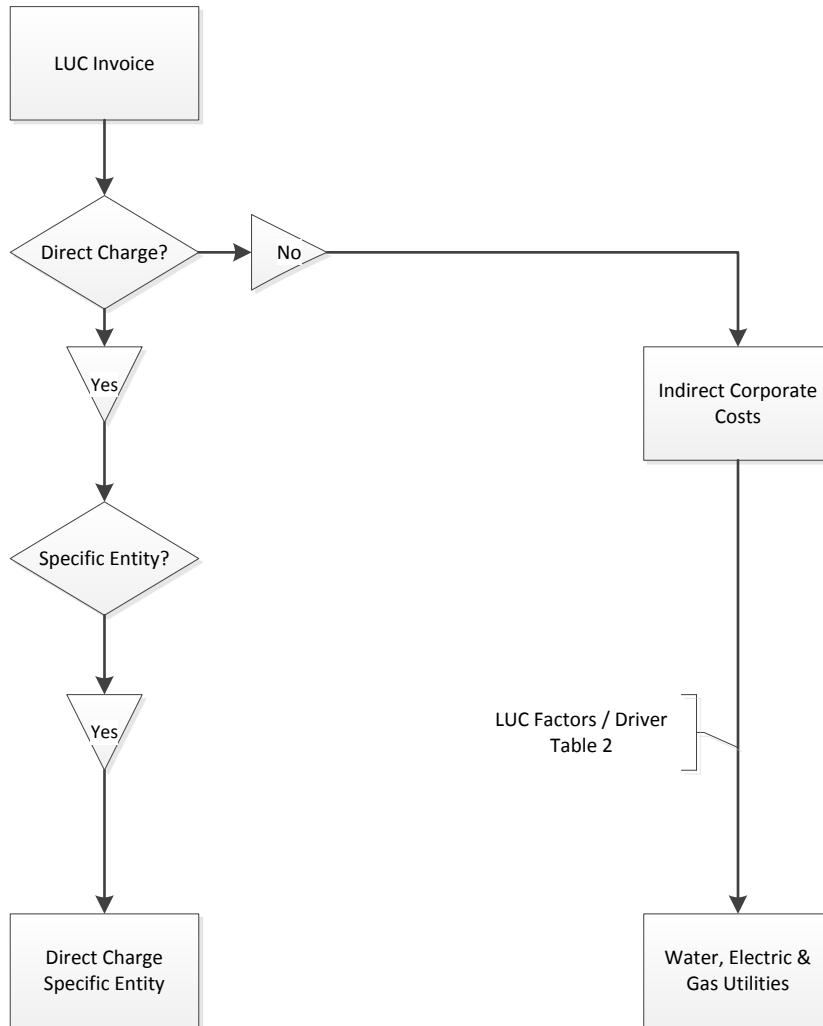 LUC Invoice
Direct Charge?
No
Yes
Indirect Corporate
Costs
Specific Entity?
Yes
LUC Factors / Driver
Table 2
Direct Charge
Specific Entity
Water, Electric &
Gas Utilities